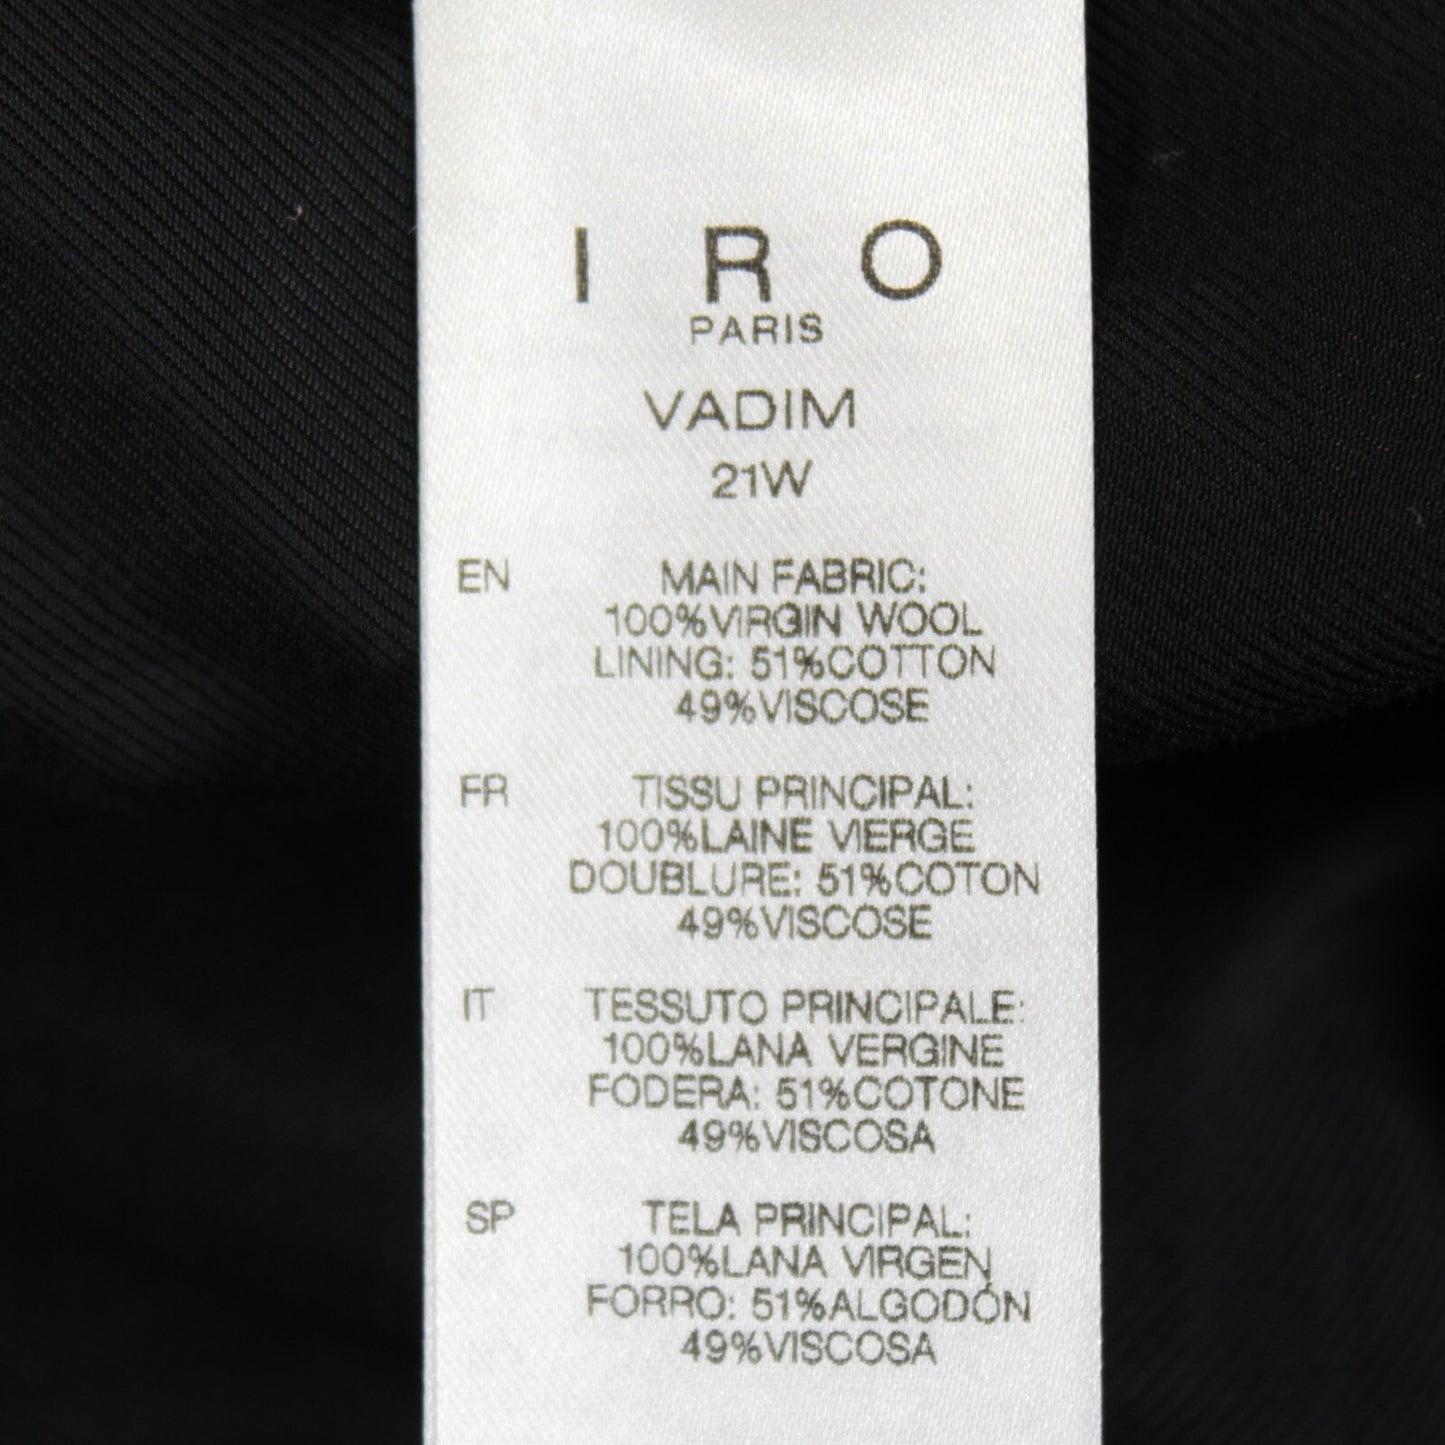 IRO
PARIS
VADIM
21W
EN MAIN FABRIC:
100%VIRGIN WOOL
LINING: 51%COTTON
49%VISCOSE
FR TISSU PRINCIPAL:
100%LAINE VIERGE
DOUBLURE: 51%COTON
49%VISCOSE
IT TESSUTO PRINCIPALE:
100%LANA VERGINE
FODERA: 51%COTONE
49%VISCOSA
SP TELA PRINCIPAL:
100%LANA VIRGEN
FORRO: 51%ALGODÓN
49%VISCOSA